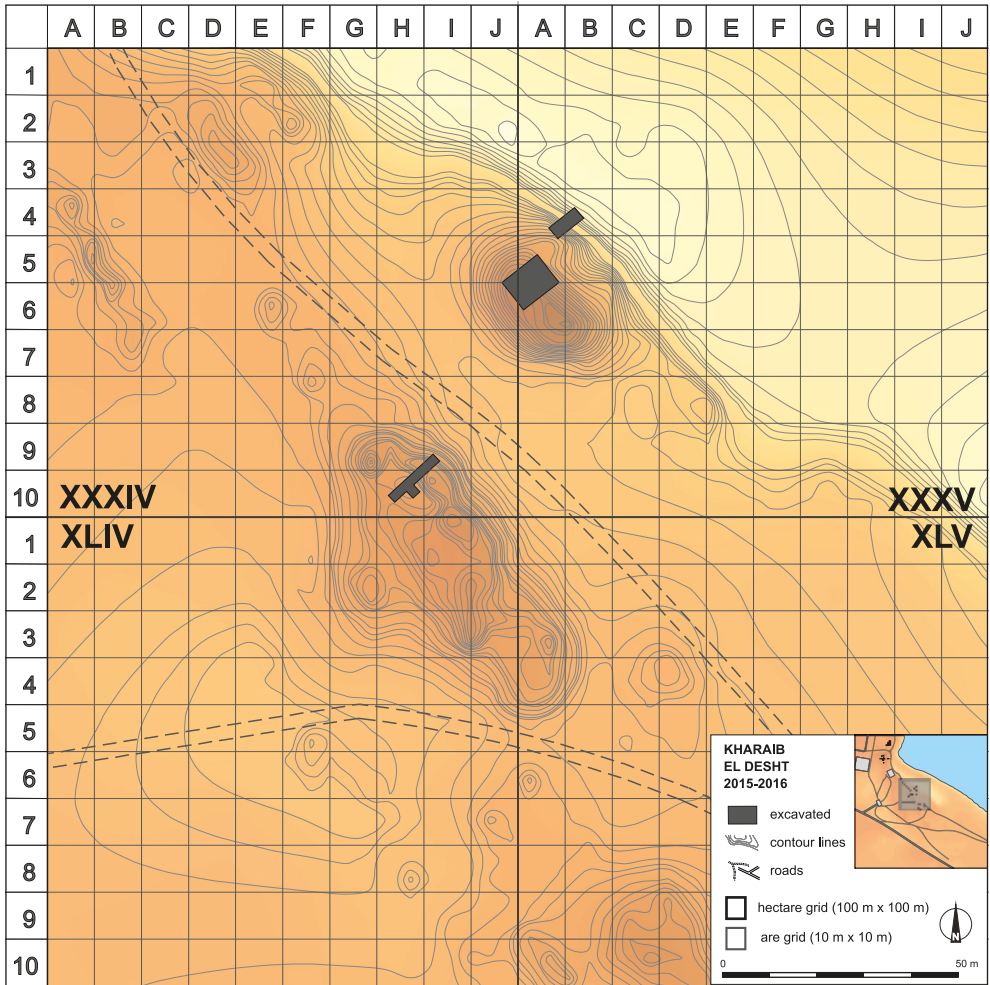 A B C D E F G H I J A B C D E F G H I J
1
2
3
4
5
6
7
8
9
10
XXXIV XXXV
XLIV XLV
1
2
3
4
5
6
7
8
9
10
KHARAIB
EL DESHT
2015-2016
excavated
contour lines
roads
hectare grid (100 m x 100 m)
are grid (10 m x 10 m)
N
0 50 m